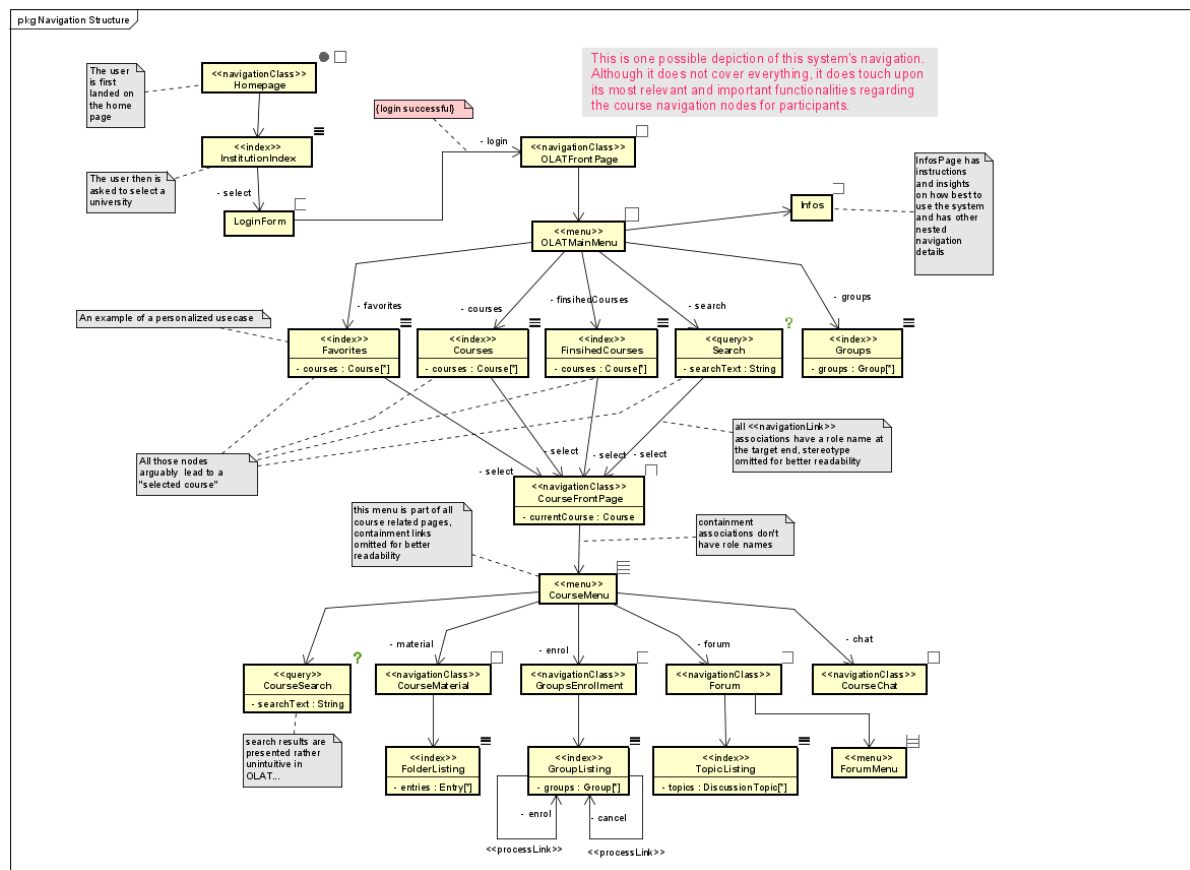 pkg Navigation Structure
The user
is first
landed on
the home
page
<<navigationClass>>
Homepage
This is one possible depiction of this system's navigation.
Although it does not cover everything, it does touch upon
its most relevant and important functionalities regarding
the course navigation nodes for participants.
{login successful}
<<index>>
InstitutionIndex
- login
<<navigationClass>>
OLATFrontPage
The user then is
asked to select a
university
- select
LoginForm
Infos
InfosPage has
instructions
and insights
on how best to
use the system
and has other
nested
navigation
details
<<menu>>
OLATMainMenu
An example of a personalized usecase
- favorites
- courses
- finsihedCourses
- search
- groups
<<index>>
Favorites
- courses : Course[*]
<<index>>
Courses
- courses : Course[*]
<<index>>
FinsihedCourses
- courses : Course[*]
?
<<query>>
Search
- searchText : String
<<index>>
Groups
- groups : Group[*]
All those nodes
arguably lead to a
"selected course"
all <<navigationLink>>
associations have a role name at
the target end, stereotype
omitted for better readability
- select
- select
- select
- select
<<navigationClass>>
CourseFrontPage
- currentCourse : Course
this menu is part of all
course related pages,
containment links
omitted for better
readability
containment
associations don't
have role names
<<menu>>
CourseMenu
- material
- enrol
- forum
- chat
?
<<query>>
CourseSearch
- searchText : String
<<navigationClass>>
CourseMaterial
<<navigationClass>>
GroupsEnrollment
<<navigationClass>>
Forum
<<navigationClass>>
CourseChat
search results are
presented rather
unintuitive in
OLAT...
<<index>>
FolderListing
- entries : Entry[*]
<<index>>
GroupListing
- groups : Group[*]
<<index>>
TopicListing
- topics : DiscussionTopic[*]
<<menu>>
ForumMenu
- enrol
- cancel
<<processLink>>
<<processLink>>